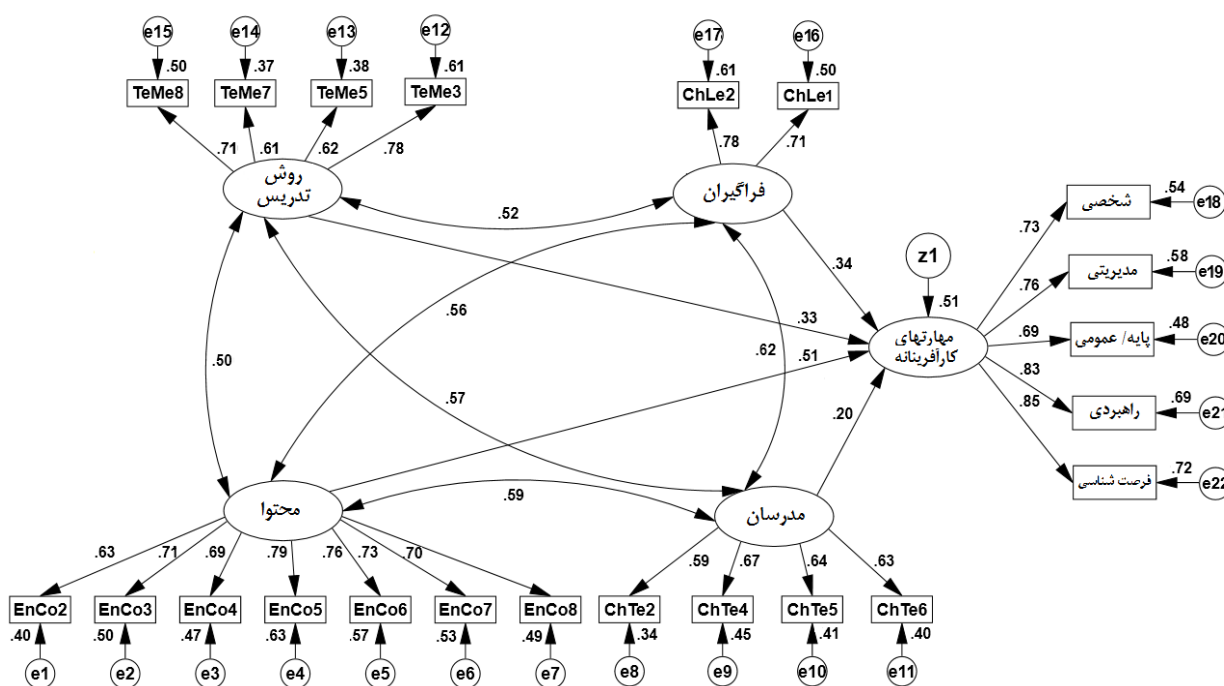 e15 e14 e13 e12 e17 e16
.50 .37 .38 .61 .61 .50
TeMe8 TeMe7 TeMe5 TeMe3 ChLe2 ChLe1
.71 .61 .62 .78 .78 .71
روش
تدریس
فراگیران
.52
شخصی .54 e18
.73
z1
.34
مدیریتی .58 e19
.76
.51
.56
.33
مهارتهای
کارآفرینانه
.69
پایه/ عمومی .48 e20
.50
.62
.51
.83
راهبردی .69 e21
.57
.85
.20
فرصت شناسی .72 e22
محتوا
.59
مدرسان
.63 .71 .69 .79 .76 .73 .70 .59 .67 .64 .63
EnCo2 EnCo3 EnCo4 EnCo5 EnCo6 EnCo7 EnCo8 ChTe2 ChTe4 ChTe5 ChTe6
.40 .50 .47 .63 .57 .53 .49 .34 .45 .41 .40
e1 e2 e3 e4 e5 e6 e7 e8 e9 e10 e11